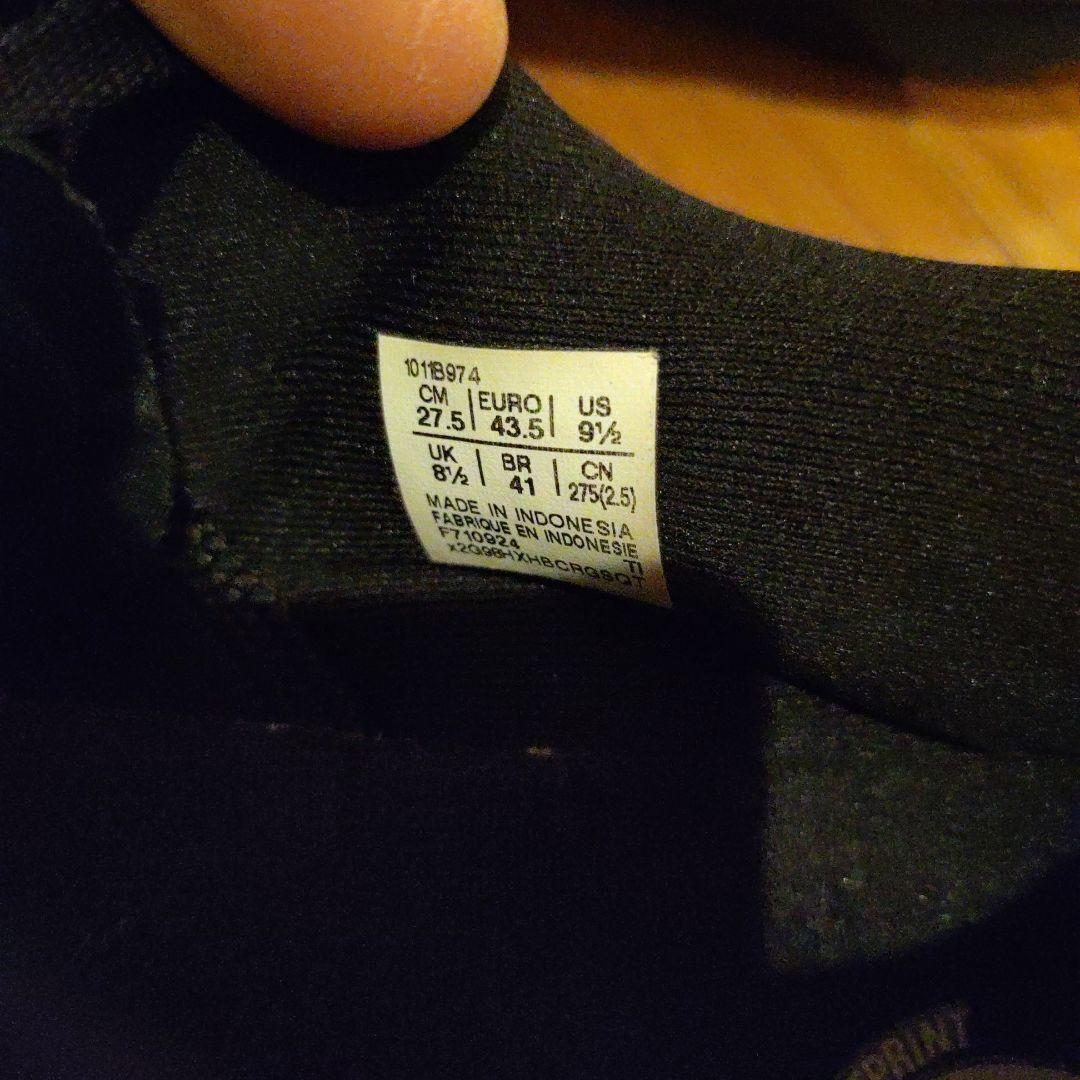 1011B974
CM | EURO | US
27.5 | 43.5 | 9½
UK | BR | CN
8½ | 41 | 275(2.5)
MADE IN INDONESIA
FABRIQUE EN INDONESIE
F710924 TI
PRINT